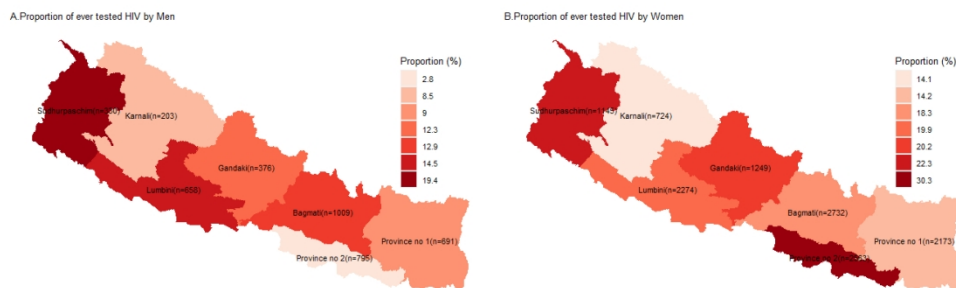 A.Proportion of ever tested HIV by Men
Proportion (%)
2.8
8.5
9
12.3
12.9
14.5
19.4
Karnali(n=203)
Gandaki(n=376)
Lumbini(n=658)
Bagmati(n=1009)
Province no 1(n=691)
Province no 2(n=795)
B.Proportion of ever tested HIV by Women
Proportion (%)
14.1
14.2
18.3
19.9
20.2
22.3
30.3
Karnali(n=724)
Gandaki(n=1249)
Lumbini(n=2274)
Bagmati(n=2732)
Province no 1(n=2173)
Province no